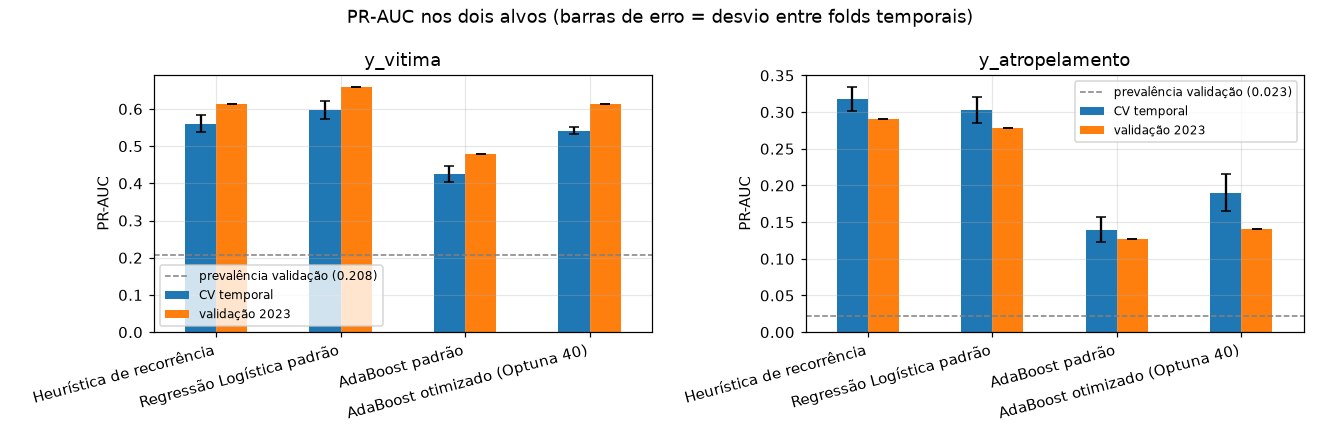 PR-AUC nos dois alvos (barras de erro = desvio entre folds temporais)
y_vitima
PR-AUC
0.6
0.5
0.4
0.3
0.2
0.1
0.0
prevalência validação (0.208)
CV temporal
validação 2023
Heurística de recorrência
Regressão Logística padrão
AdaBoost padrão
AdaBoost otimizado (Optuna 40)
y_atropelamento
PR-AUC
0.35
0.30
0.25
0.20
0.15
0.10
0.05
0.00
prevalência validação (0.023)
CV temporal
validação 2023
Heurística de recorrência
Regressão Logística padrão
AdaBoost padrão
AdaBoost otimizado (Optuna 40)